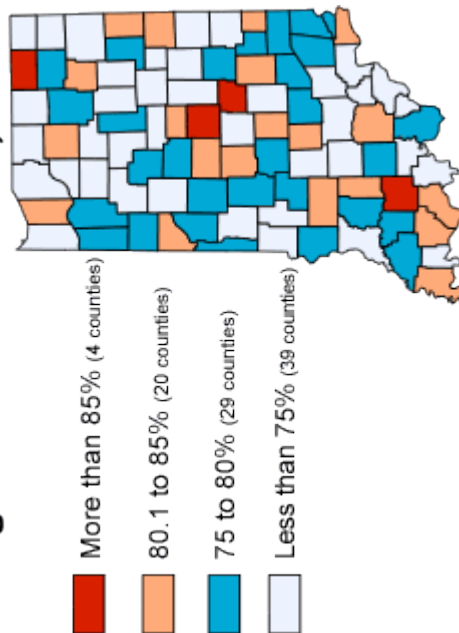 More than 85% (4 counties)
80.1 to 85% (20 counties)
75 to 80% (29 counties)
Less than 75% (39 counties)